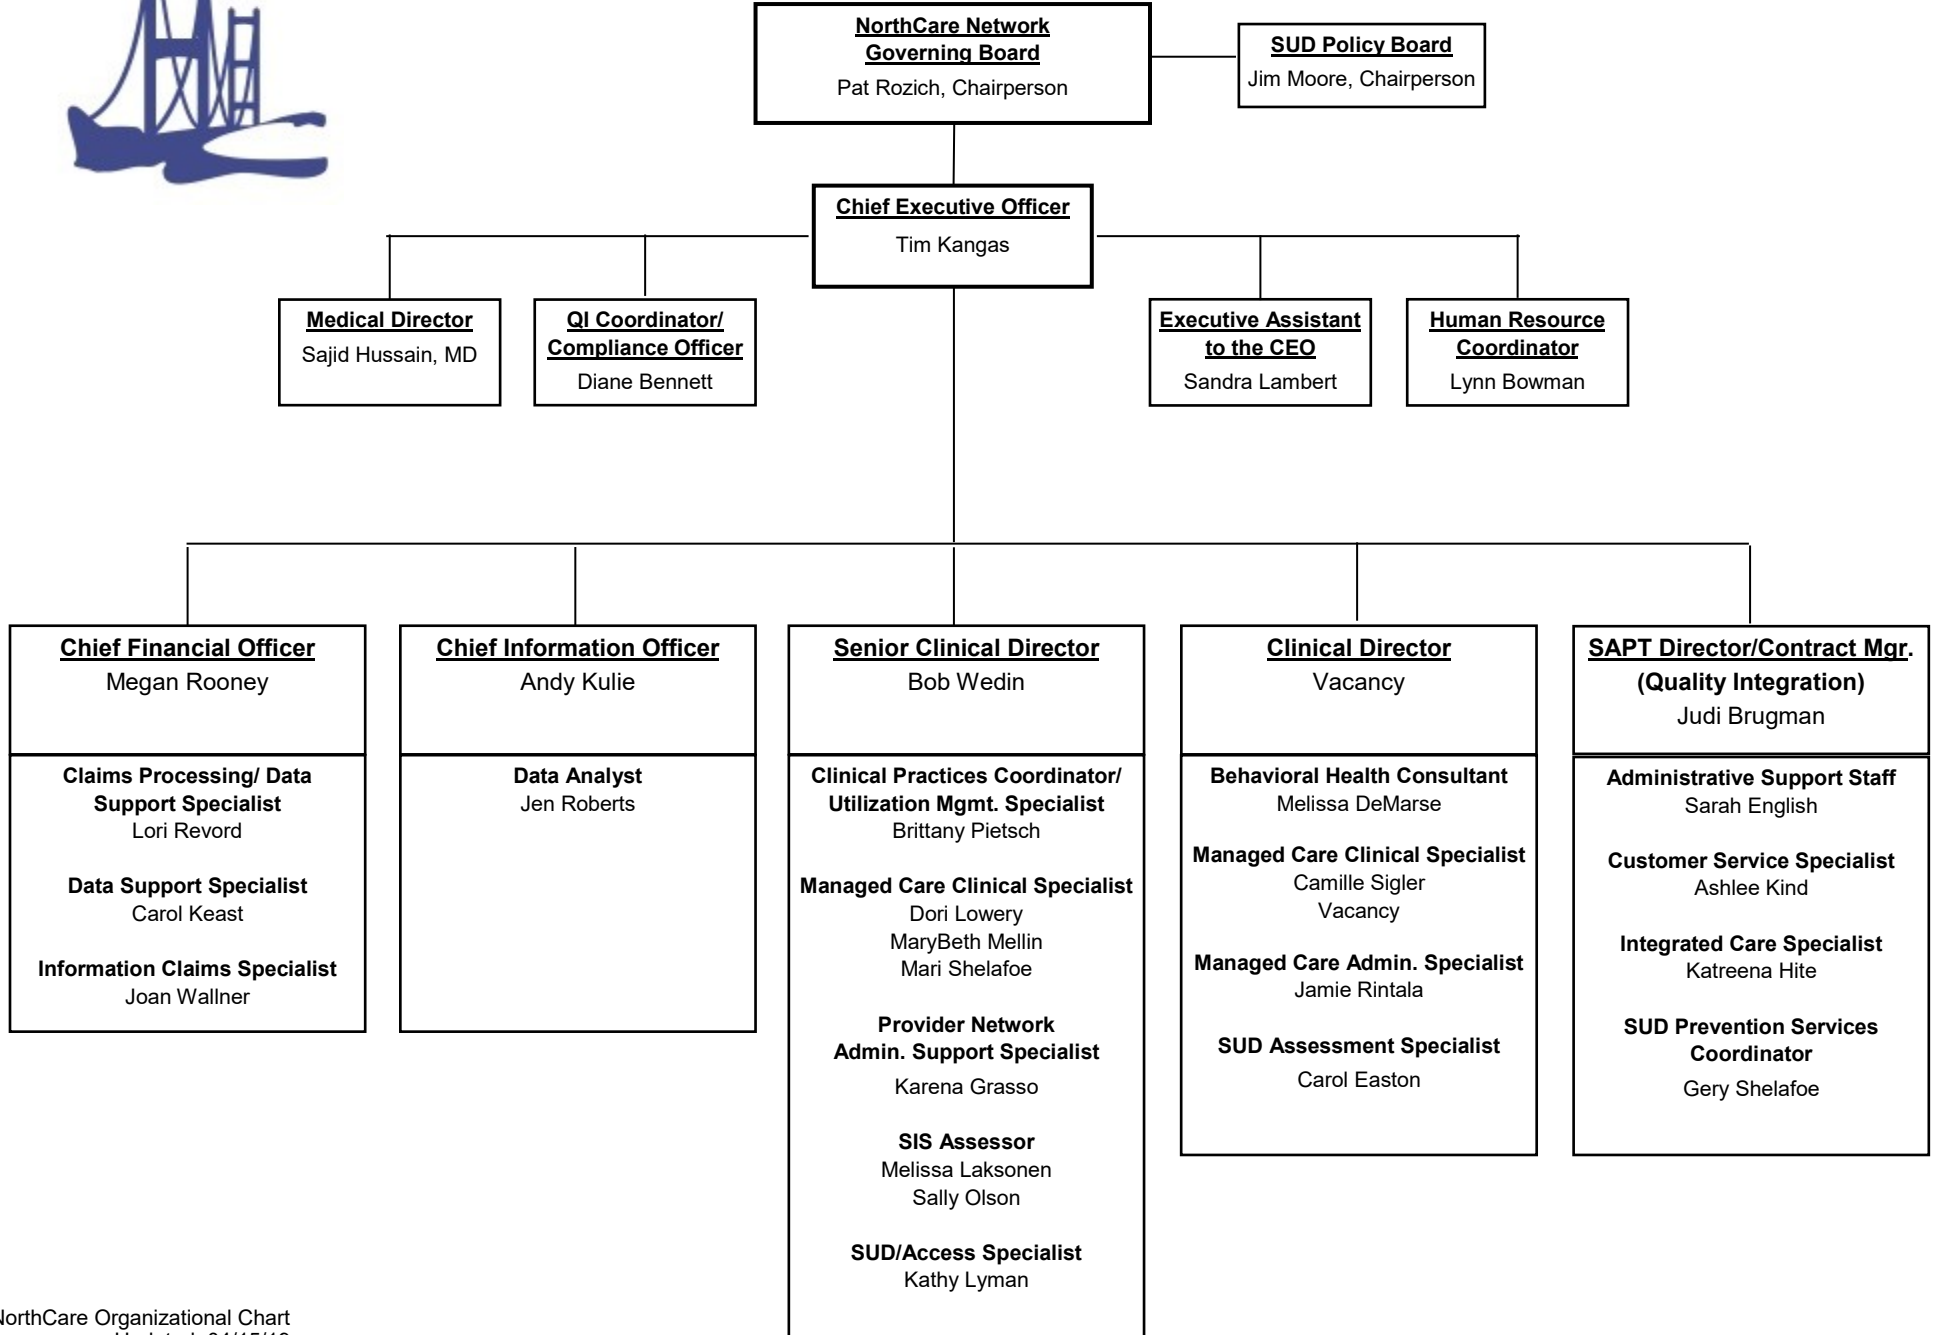 NorthCare Network
Governing Board
Pat Rozich, Chairperson
SUD Policy Board
Jim Moore, Chairperson
Chief Executive Officer
Tim Kangas
Medical Director
Sajid Hussain, MD
QI Coordinator/
Compliance Officer
Diane Bennett
Executive Assistant
to the CEO
Sandra Lambert
Human Resource
Coordinator
Lynn Bowman
Chief Financial Officer
Megan Rooney
Claims Processing/ Data
Support Specialist
Lori Revord
Data Support Specialist
Carol Keast
Information Claims Specialist
Joan Wallner
Chief Information Officer
Andy Kulie
Data Analyst
Jen Roberts
Senior Clinical Director
Bob Wedin
Clinical Practices Coordinator/
Utilization Mgmt. Specialist
Brittany Pietsch
Managed Care Clinical Specialist
Dori Lowery
MaryBeth Mellin
Mari Shelafoe
Provider Network
Admin. Support Specialist
Karena Grasso
SIS Assessor
Melissa Laksonen
Sally Olson
SUD/Access Specialist
Kathy Lyman
Clinical Director
Vacancy
Behavioral Health Consultant
Melissa DeMarse
Managed Care Clinical Specialist
Camille Sigler
Vacancy
Managed Care Admin. Specialist
Jamie Rintala
SUD Assessment Specialist
Carol Easton
SAPT Director/Contract Mgr.
(Quality Integration)
Judi Brugman
Administrative Support Staff
Sarah English
Customer Service Specialist
Ashlee Kind
Integrated Care Specialist
Katreena Hite
SUD Prevention Services
Coordinator
Gery Shelafoe
NorthCare Organizational Chart